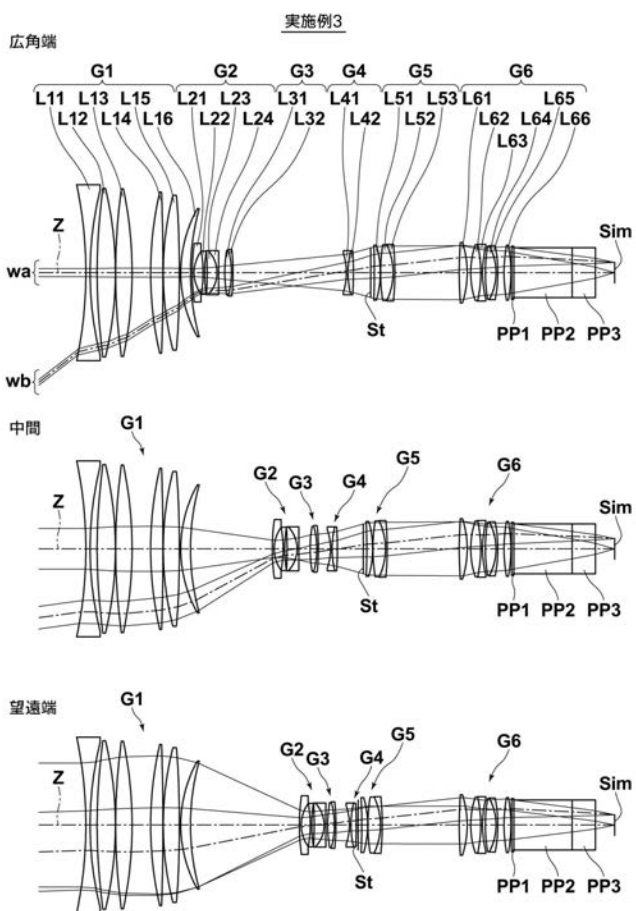 実施例3
広角端
G1 G2 G3 G4 G5 G6
L11 L13 L15 L21 L23 L31 L41 L51 L53 L61 L65
L12 L14 L16 L22 L24 L32 L42 L52 L62 L64 L66
L63
Z
Sim
wa
St
PP1 PP2 PP3
wb
中間
G1
G2 G3 G4 G5 G6
Z
Sim
St
PP1 PP2 PP3
望遠端
G1
G2 G3 G4 G5 G6
Z
Sim
St
PP1 PP2 PP3